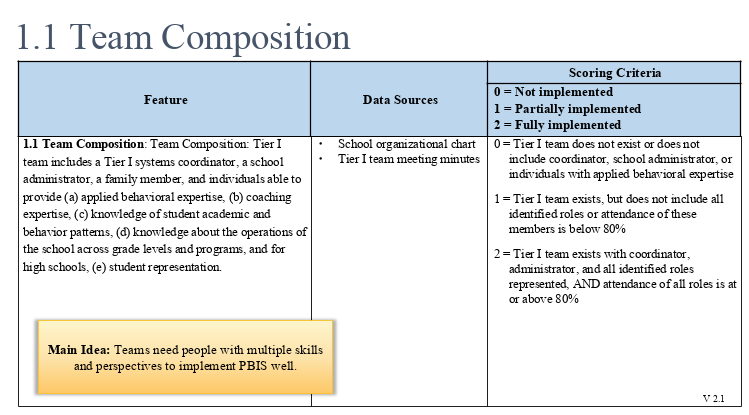 1.1 Team Composition
Feature
Data Sources
Scoring Criteria
0 = Not implemented
1 = Partially implemented
2 = Fully implemented
1.1 Team Composition: Team Composition: Tier I
team includes a Tier I systems coordinator, a school
administrator, a family member, and individuals able to
provide (a) applied behavioral expertise, (b) coaching
expertise, (c) knowledge of student academic and
behavior patterns, (d) knowledge about the operations of
the school across grade levels and programs, and for
high schools, (e) student representation.
• School organizational chart
• Tier I team meeting minutes
0 = Tier I team does not exist or does not
include coordinator, school administrator, or
individuals with applied behavioral expertise
1 = Tier I team exists, but does not include all
identified roles or attendance of these
members is below 80%
2 = Tier I team exists with coordinator,
administrator, and all identified roles
represented, AND attendance of all roles is at
or above 80%
Main Idea: Teams need people with multiple skills
and perspectives to implement PBIS well.
V 2.1